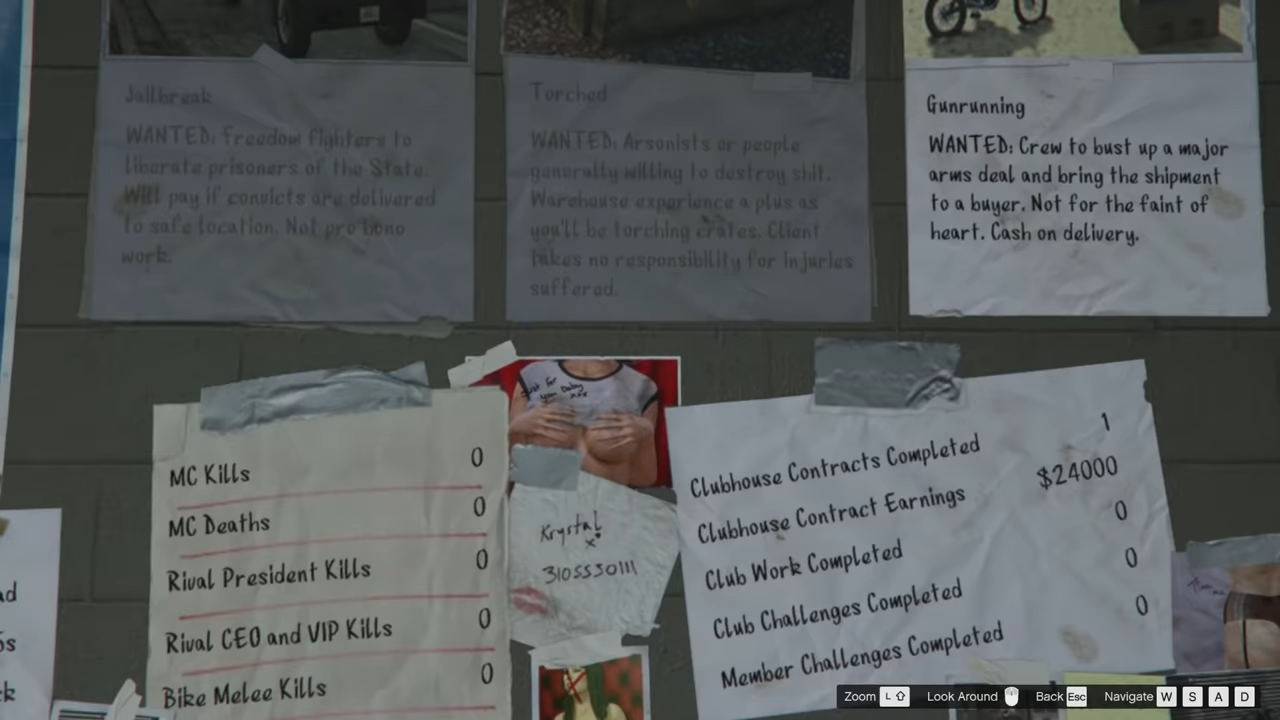 Jailbreak
WANTED: Freedom fighters to
liberate prisoners of the State.
Will pay if convicts are delivered
to safe location. Not pro bono
work.
Torched
WANTED: Arsonists or people
generally willing to destroy shit.
Warehouse experience a plus as
you'll be torching crates. Client
takes no responsibility for injuries
suffered.
Gunrunning
WANTED: Crew to bust up a major
arms deal and bring the shipment
to a buyer. Not for the faint of
heart. Cash on delivery.
MC Kills 0
MC Deaths 0
Rival President Kills 0
Rival CEO and VIP Kills 0
Bike Melee Kills 0
Just for
you Baby
xxx
Krystal
x
3105550111
Clubhouse Contracts Completed 1
Clubhouse Contract Earnings $24000
Club Work Completed 0
Club Challenges Completed 0
Member Challenges Completed 0
Zoom L ⇧ Look Around Back Esc Navigate W S A D